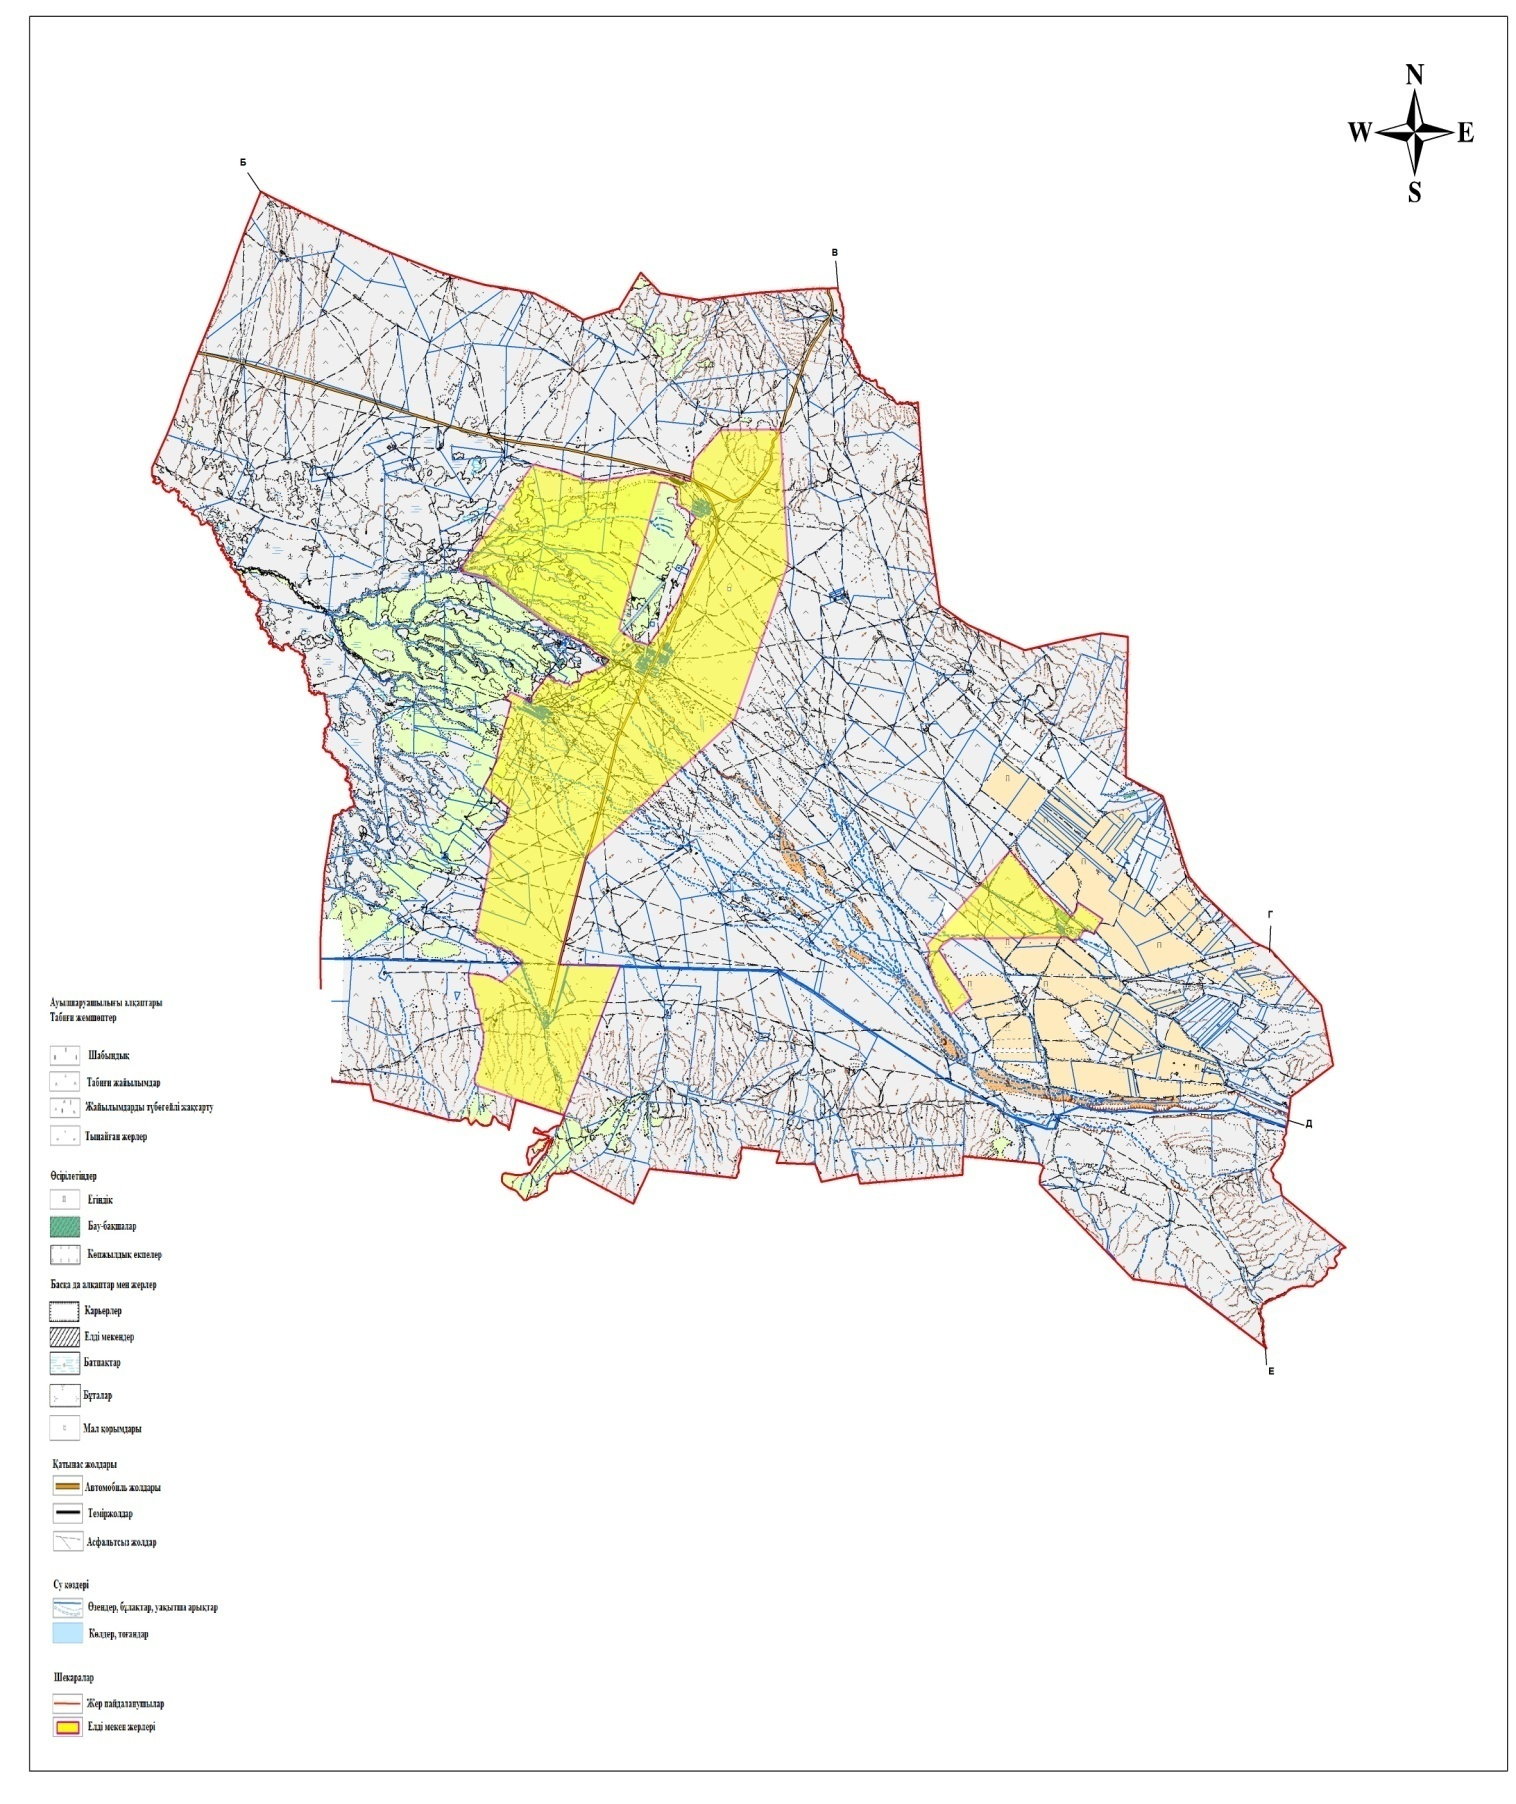 N
W
E
S
Б
В
Г
Д
Е
Ауылшаруашылығы алқаптары
Табиғи жемшөптер
Шабындық
Табиғи жайылымдар
Жайылымдарды түбегейлі жақсарту
Тыңайған жерлер
Өсірілетіндер
Егіндік
Бау-бақшалар
Көпжылдық екпелер
Басқа да алқаптар мен жерлер
Карьерлер
Елді мекендер
Батпақтар
Бұталар
Мал қорымдары
Қатынас жолдары
Автомобиль жолдары
Теміржолдар
Асфальтсыз жолдар
Су көздері
Өзендер, бұлақтар, уақытша арықтар
Көлдер, тоғандар
Шекаралар
Жер пайдаланушылар
Елді мекен жерлері